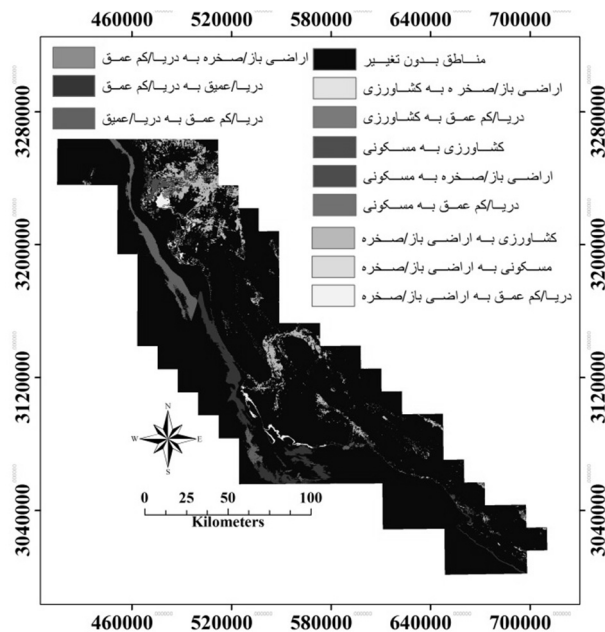 460000 520000 580000 640000 700000
مناطق بدون تغییر
اراضی باز/صخره به کشاورزی
دریا/کم عمق به کشاورزی
کشاورزی به مسکونی
اراضی باز/صخره به مسکونی
دریا/کم عمق به مسکونی
کشاورزی به اراضی باز/صخره
مسکونی به اراضی باز/صخره
دریا/کم عمق به اراضی باز/صخره
اراضی باز/صخره به دریا/کم عمق
دریا/عمیق به دریا/کم عمق
دریا/کم عمق به دریا/عمیق
3280000
3200000
3120000
3040000
3280000
3200000
3120000
3040000
N
W E
S
0 25 50 100
Kilometers
460000 520000 580000 640000 700000